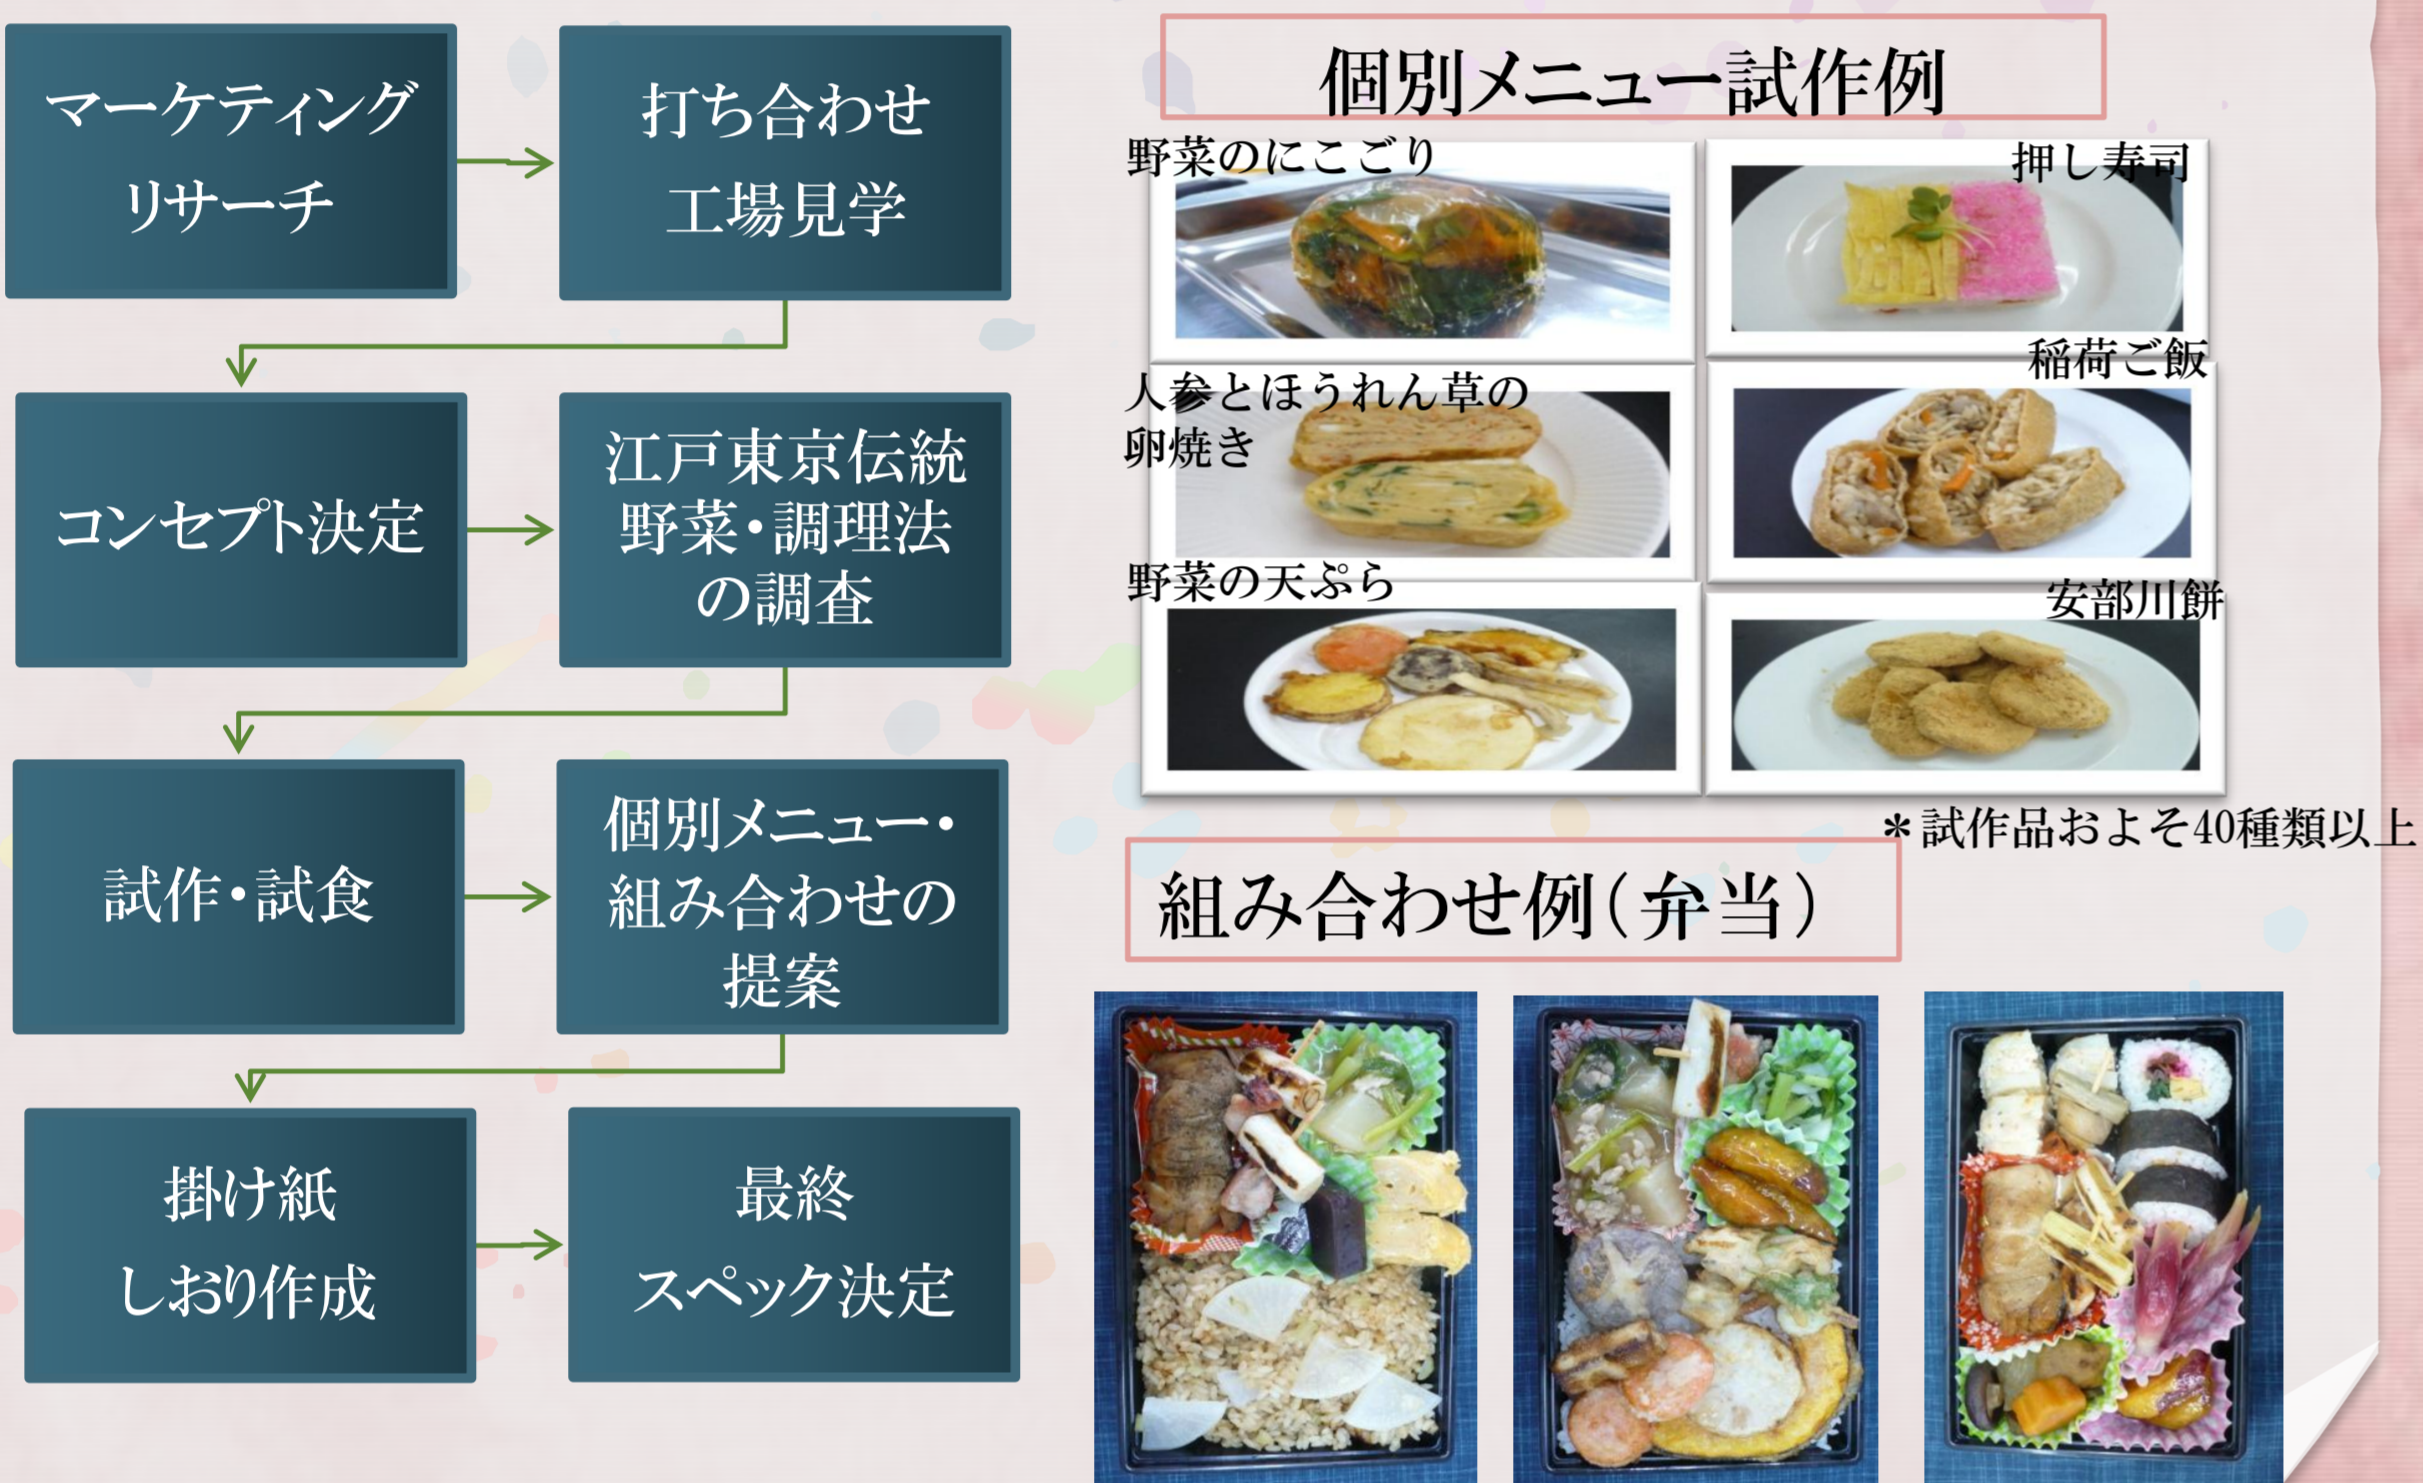 マーケティング
リサーチ
打ち合わせ
工場見学
コンセプト決定
江戸東京伝統
野菜・調理法
の調査
試作・試食
個別メニュー・
組み合わせの
提案
掛け紙
しおり作成
最終
スペック決定
個別メニュー試作例
野菜のにこごり
押し寿司
人参とほうれん草の
卵焼き
稲荷ご飯
野菜の天ぷら
安部川餅
＊試作品およそ40種類以上
組み合わせ例（弁当）